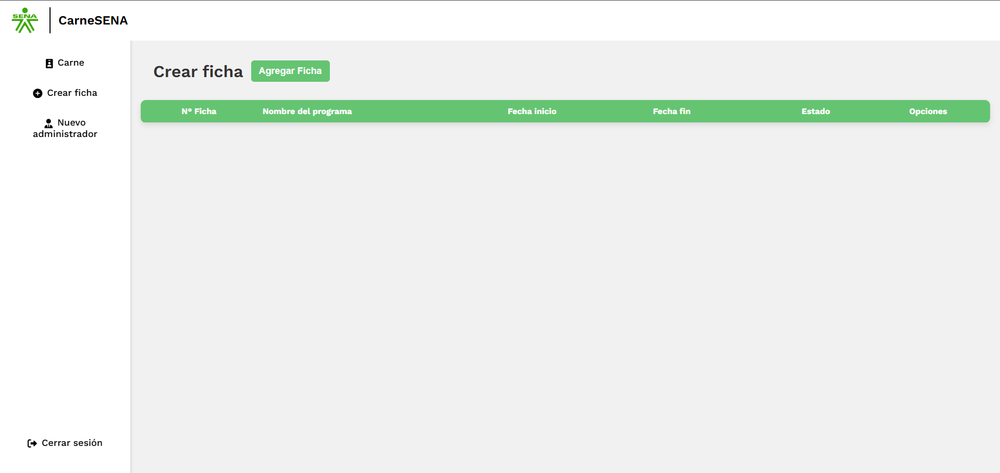 SENA
CarneSENA
Carne
Crear ficha
Nuevo
administrador
Cerrar sesión
Crear ficha
Agregar Ficha
N° Ficha Nombre del programa Fecha inicio Fecha fin Estado Opciones